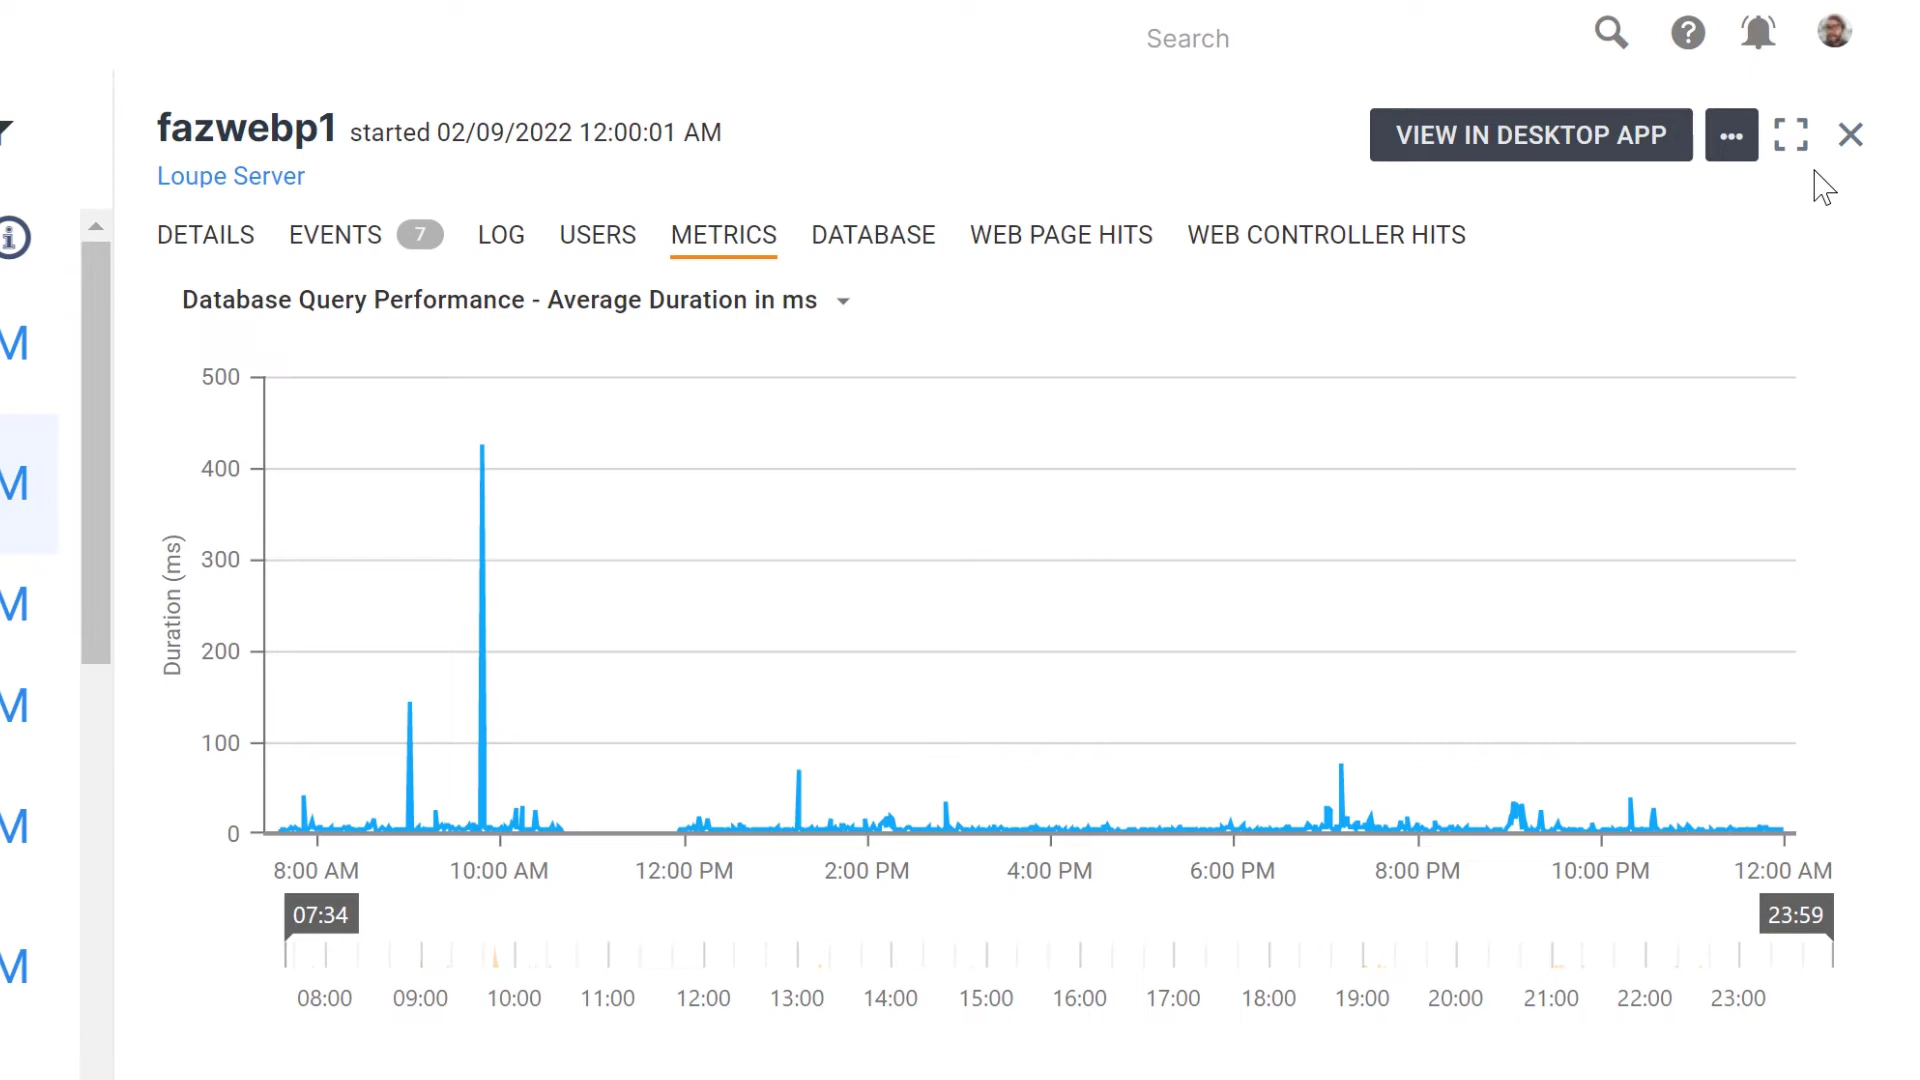 Search
fazwebp1 started 02/09/2022 12:00:01 AM
VIEW IN DESKTOP APP
Loupe Server
DETAILS EVENTS 7 LOG USERS METRICS DATABASE WEB PAGE HITS WEB CONTROLLER HITS
Database Query Performance - Average Duration in ms
Duration (ms)
500
400
300
200
100
0
8:00 AM 10:00 AM 12:00 PM 2:00 PM 4:00 PM 6:00 PM 8:00 PM 10:00 PM 12:00 AM
07:34 23:59
08:00 09:00 10:00 11:00 12:00 13:00 14:00 15:00 16:00 17:00 18:00 19:00 20:00 21:00 22:00 23:00
M
M
M
M
M
M